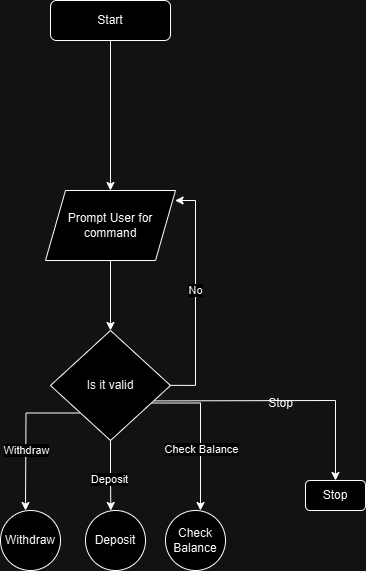 Start
Prompt User for
command
No
Is it valid
Stop
Withdraw
Check Balance
Deposit
Stop
Withdraw
Deposit
Check
Balance